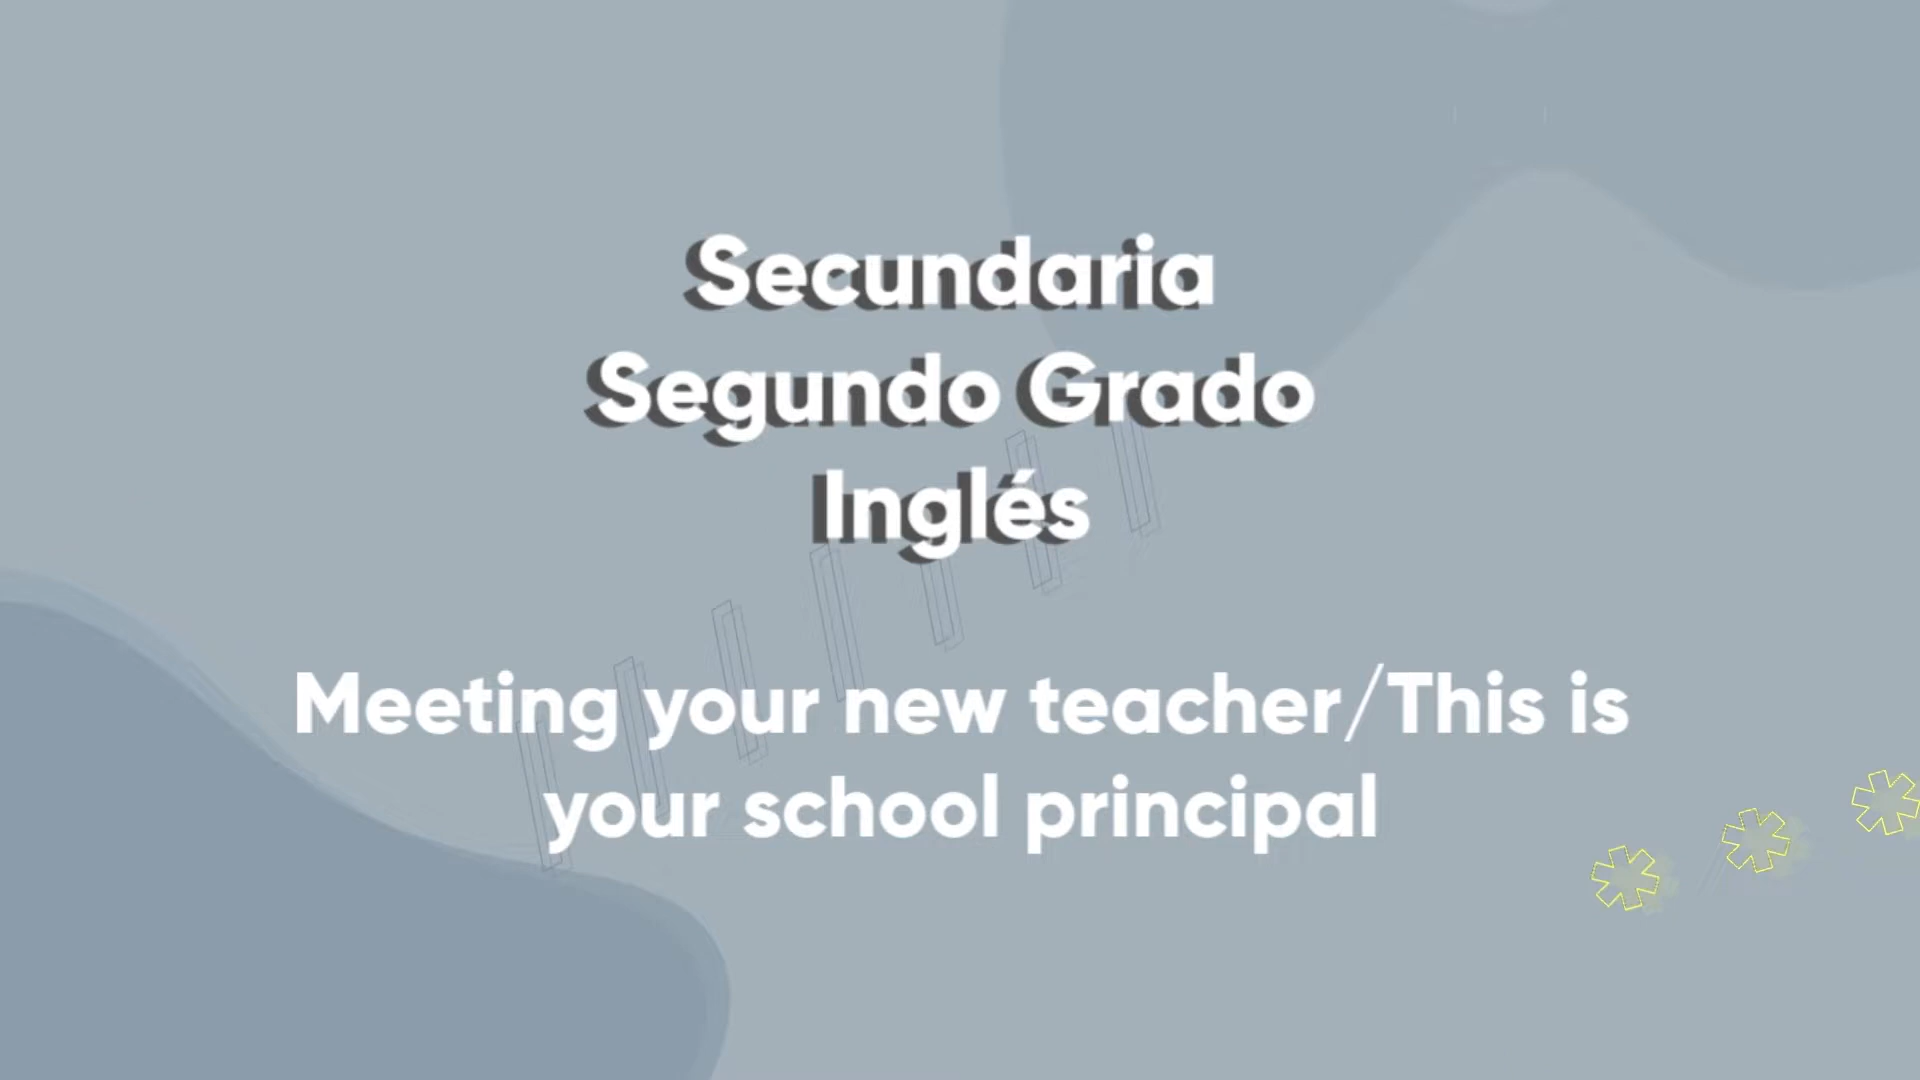 Secundaria
Segundo Grado
Inglés
Meeting your new teacher/This is
your school principal